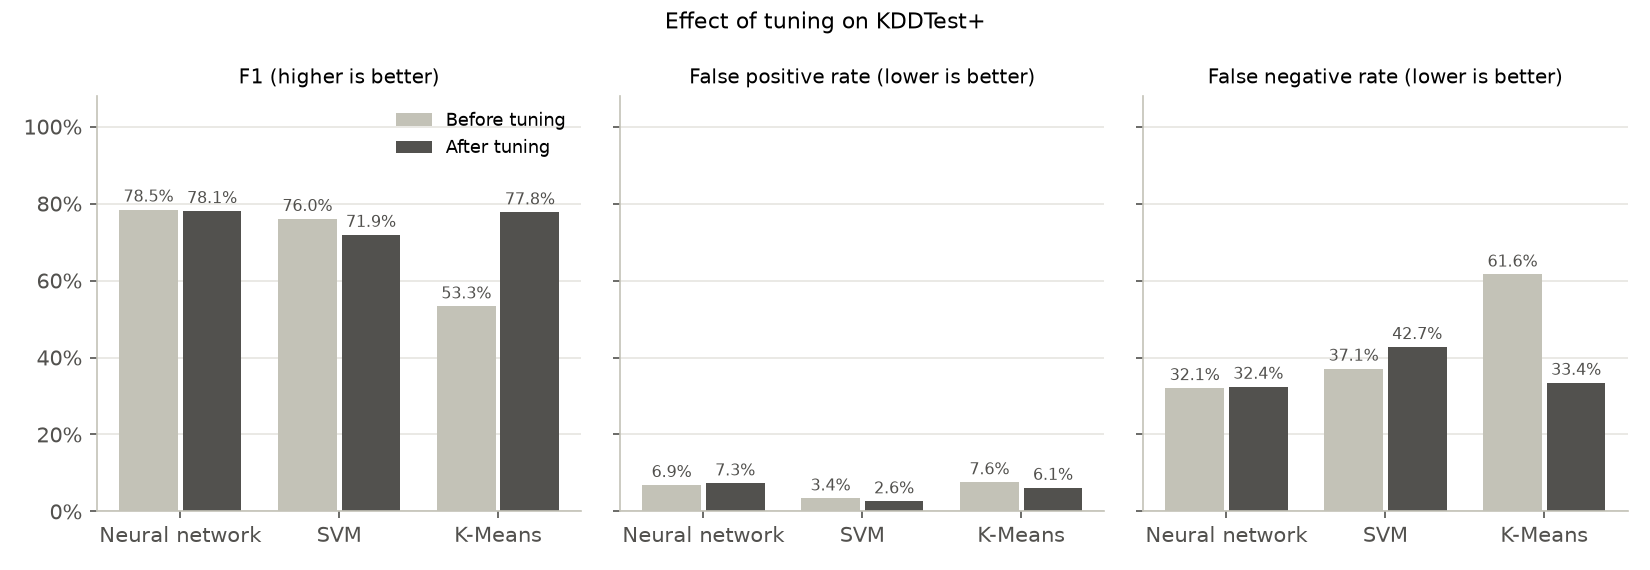 Effect of tuning on KDDTest+
F1 (higher is better)
Before tuning
After tuning
100%
80%
60%
40%
20%
0%
78.5% 78.1%
76.0%
71.9%
53.3%
77.8%
Neural network SVM K-Means
False positive rate (lower is better)
6.9% 7.3%
3.4% 2.6%
7.6% 6.1%
Neural network SVM K-Means
False negative rate (lower is better)
32.1% 32.4%
37.1%
42.7%
61.6%
33.4%
Neural network SVM K-Means